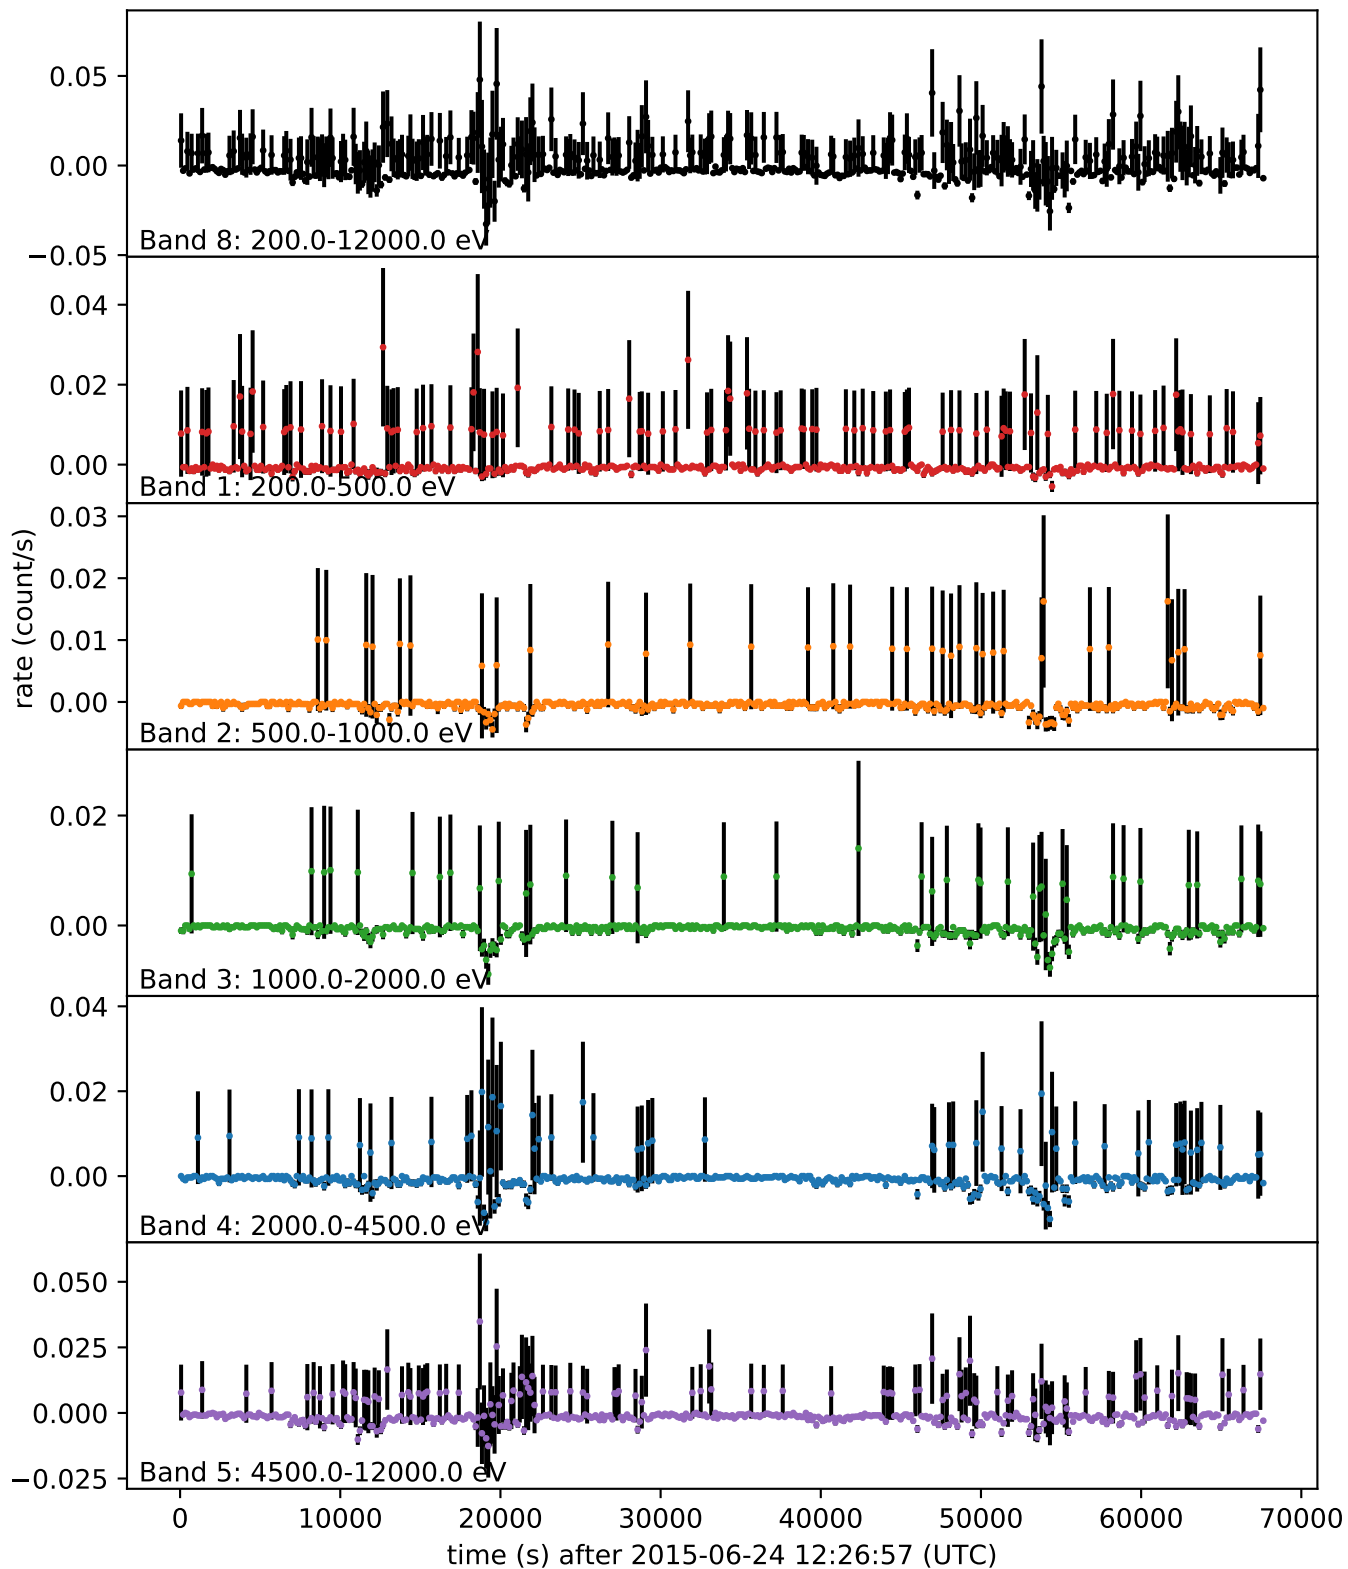 0.05
0.00
−0.05
Band 8: 200.0-12000.0 eV
0.04
0.02
0.00
Band 1: 200.0-500.0 eV
rate (count/s)
0.03
0.02
0.01
0.00
Band 2: 500.0-1000.0 eV
0.02
0.00
Band 3: 1000.0-2000.0 eV
0.04
0.02
0.00
Band 4: 2000.0-4500.0 eV
0.050
0.025
0.000
−0.025
Band 5: 4500.0-12000.0 eV
0 10000 20000 30000 40000 50000 60000 70000
time (s) after 2015-06-24 12:26:57 (UTC)